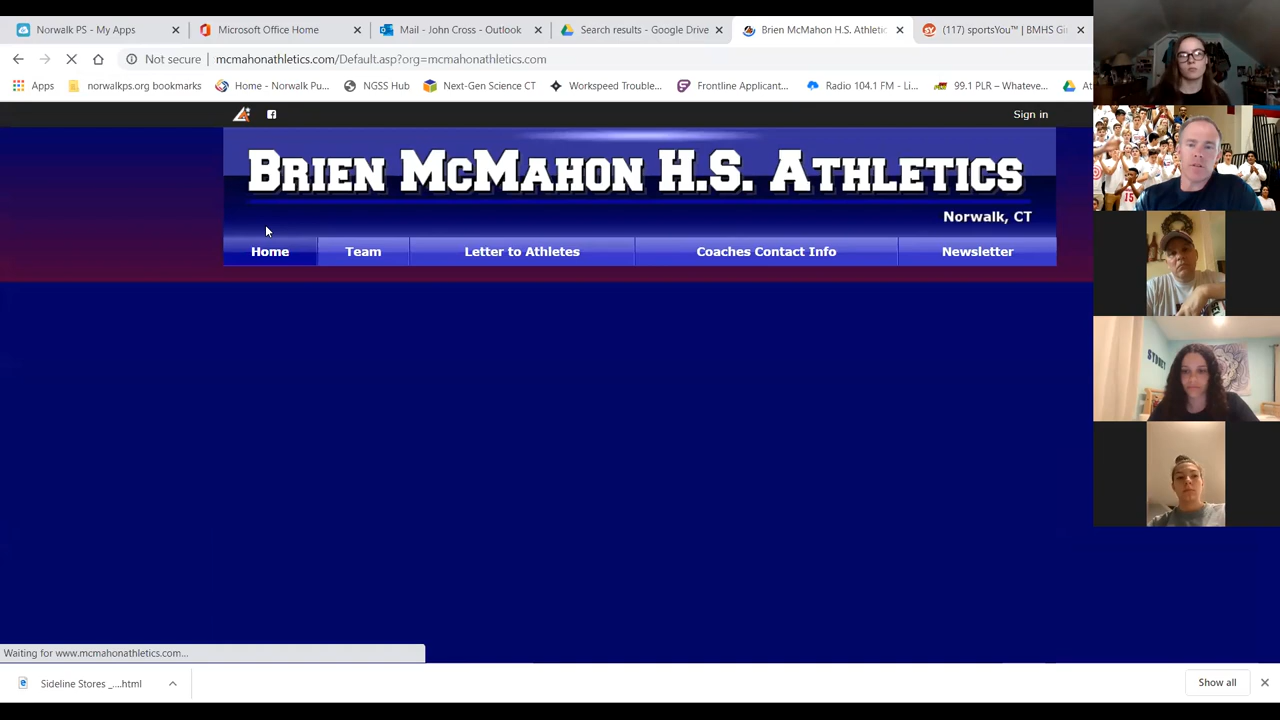 Norwalk PS - My Apps
Microsoft Office Home
Mail - John Cross - Outlook
Search results - Google Drive
Brien McMahon H.S. Athletic
SY (117) sportsYou™ | BMHS Gi
Not secure
mcmahonathletics.com/Default.asp?org=mcmahonathletics.com
Apps
norwalkps.org bookmarks
Home - Norwalk Pu...
NGSS Hub
Next-Gen Science CT
Workspeed Trouble...
Frontline Applicant...
Radio 104.1 FM - Li...
99.1 PLR – Whateve...
At
Sign in
BRIEN MCMAHON H.S. ATHLETICS
Norwalk, CT
Home
Team
Letter to Athletes
Coaches Contact Info
Newsletter
15
Waiting for www.mcmahonathletics.com...
Sideline Stores _....html
Show all